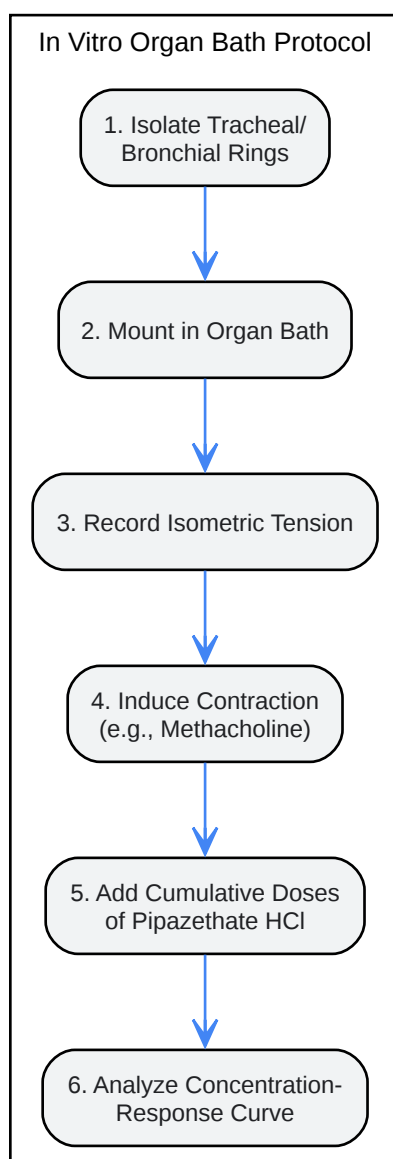 In Vitro Organ Bath Protocol
1. Isolate Tracheal/
Bronchial Rings
2. Mount in Organ Bath
3. Record Isometric Tension
4. Induce Contraction
(e.g., Methacholine)
5. Add Cumulative Doses
of Pipazethate HCl
6. Analyze Concentration-
Response Curve